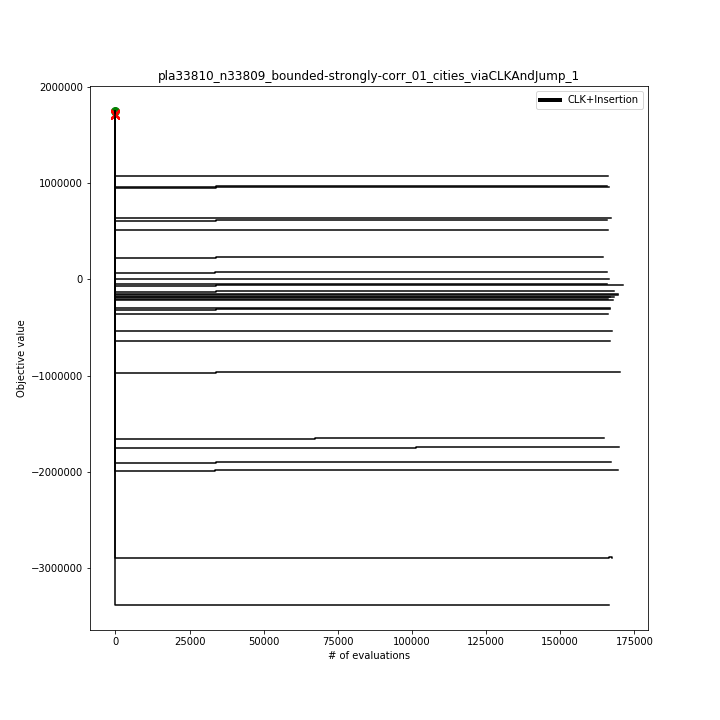 pla33810_n33809_bounded-strongly-corr_01_cities_viaCLKAndJump_1
CLK+Insertion
2000000
1000000
0
−1000000
−2000000
−3000000
Objective value
0 25000 50000 75000 100000 125000 150000 175000
# of evaluations